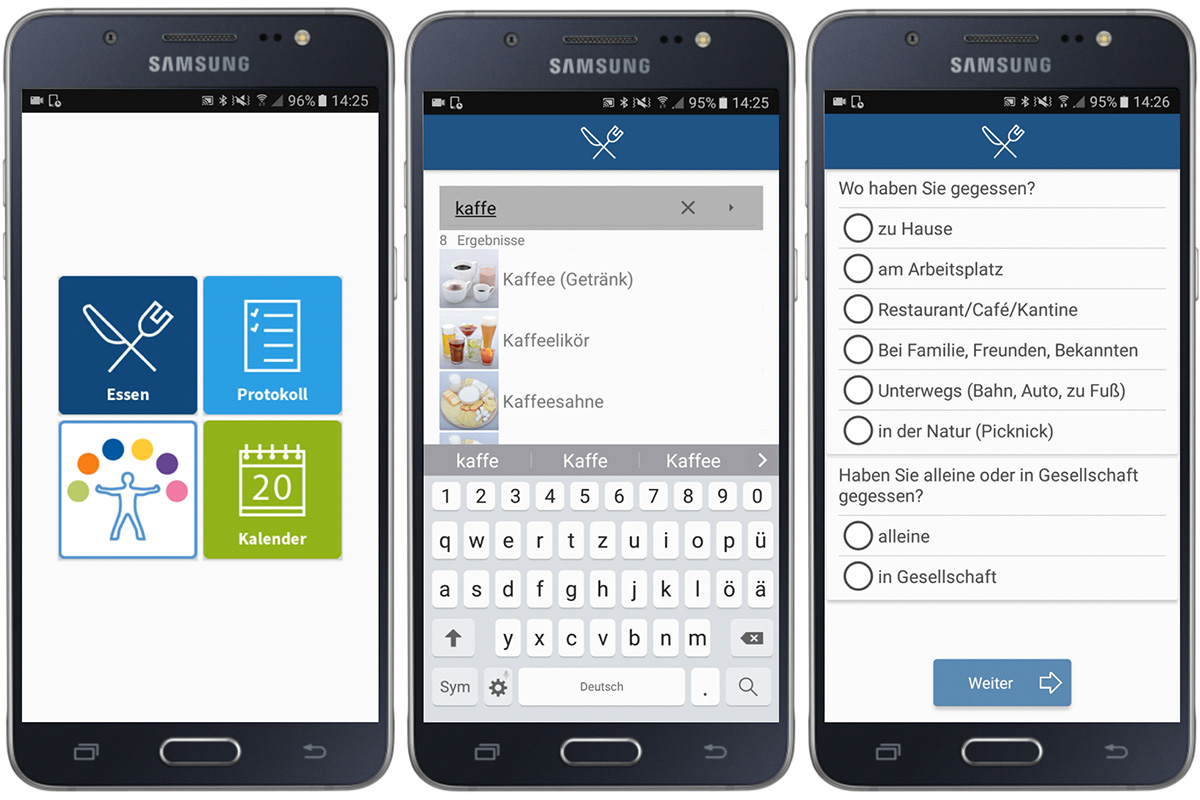 SAMSUNG
96% 14:25
Essen
Protokoll
20
Kalender
SAMSUNG
95% 14:25
kaffe
8 Ergebnisse
Kaffee (Getränk)
Kaffeelikör
Kaffeesahne
kaffe Kaffe Kaffee
1 2 3 4 5 6 7 8 9 0
q w e r t z u i o p ü
a s d f g h j k l ö ä
y x c v b n m
Sym Deutsch .
SAMSUNG
95% 14:26
Wo haben Sie gegessen?
zu Hause
am Arbeitsplatz
Restaurant/Café/Kantine
Bei Familie, Freunden, Bekannten
Unterwegs (Bahn, Auto, zu Fuß)
in der Natur (Picknick)
Haben Sie alleine oder in Gesellschaft
gegessen?
alleine
in Gesellschaft
Weiter